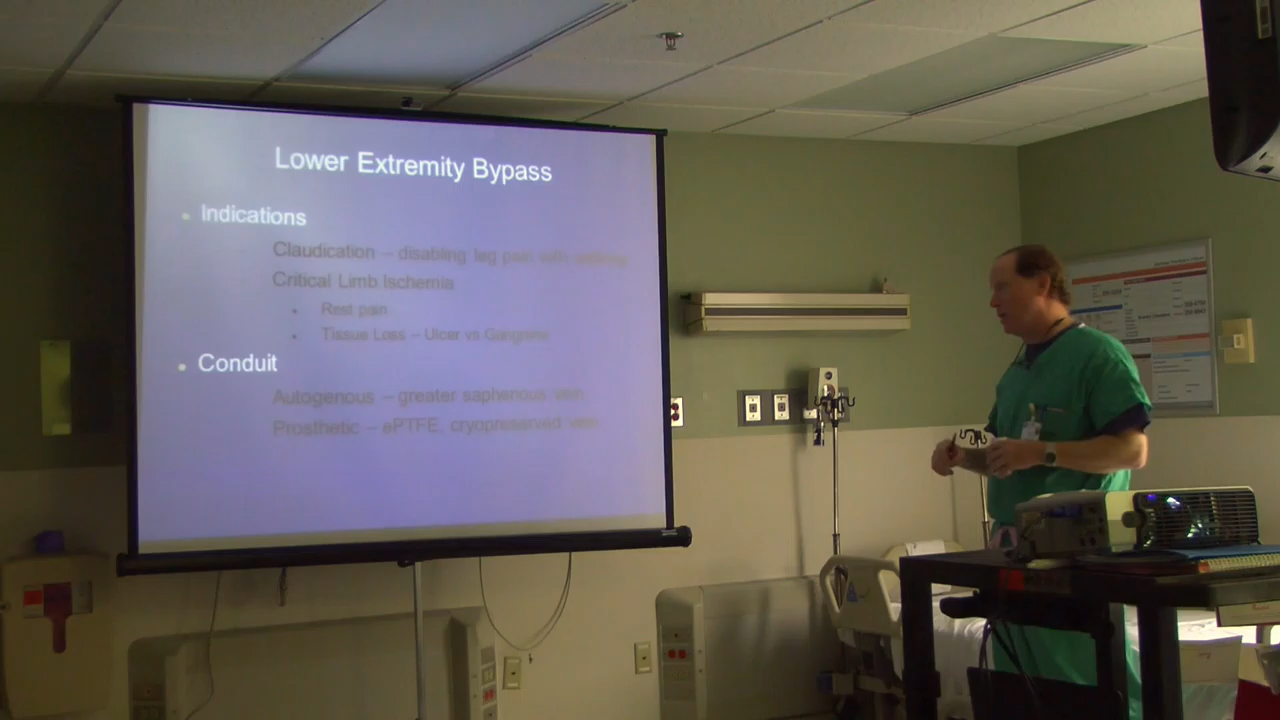 Lower Extremity Bypass
• Indications
Claudication – disabling leg pain with walking
Critical Limb Ischemia
• Rest pain
• Tissue Loss – Ulcer vs Gangrene
• Conduit
Autogenous – greater saphenous vein
Prosthetic – ePTFE, cryopreserved vein